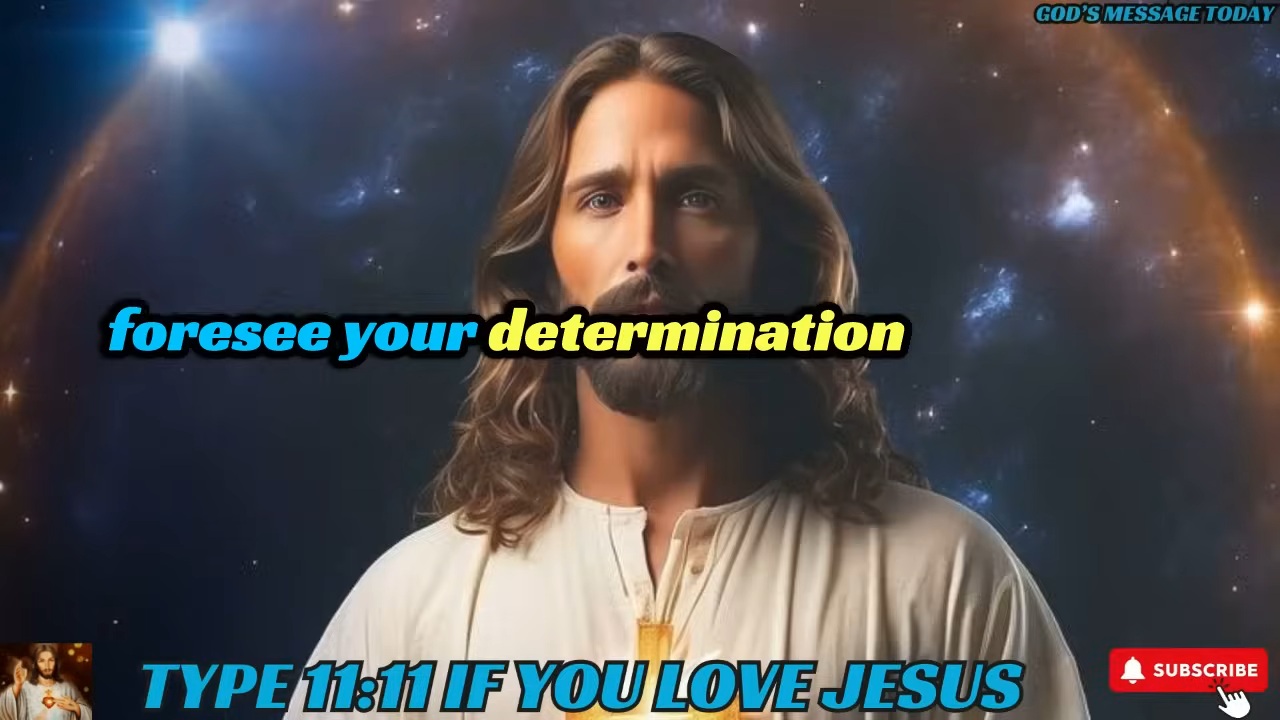 GOD'S MESSAGE TODAY
foresee your determination
TYPE 11:11 IF YOU LOVE JESUS
SUBSCRIBE